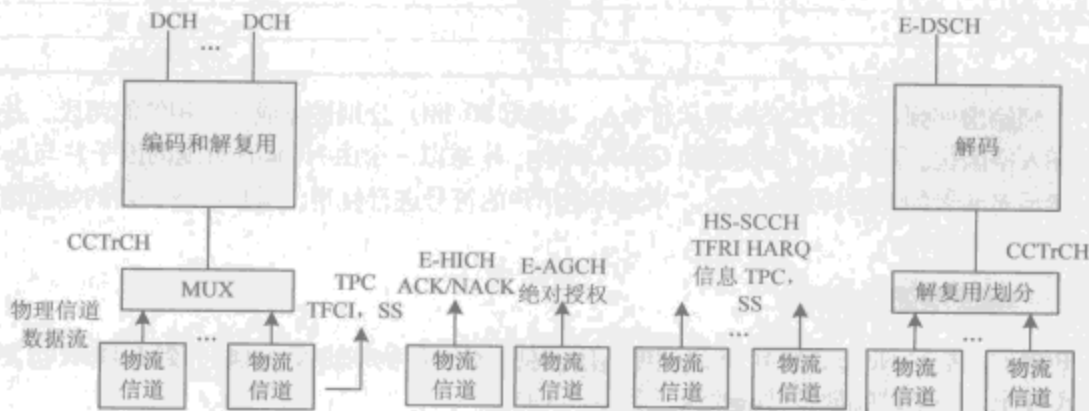 DCH
...
DCH
编码和解复用
CCTrCH
MUX
物理信道
数据流
...
物流
信道
物流
信道
TPC
TFCI，SS
E-HICH
ACK/NACK
物流
信道
E-AGCH
绝对授权
物流
信道
HS-SCCH
TFRI HARQ
信息 TPC，
SS
...
物流
信道
物流
信道
E-DSCH
解码
CCTrCH
解复用/划分
...
物流
信道
物流
信道